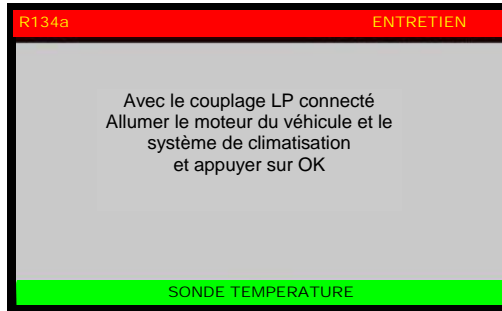 R134a ENTRETIEN
Avec le couplage LP connecté
Allumer le moteur du véhicule et le
système de climatisation
et appuyer sur OK
SONDE TEMPERATURE